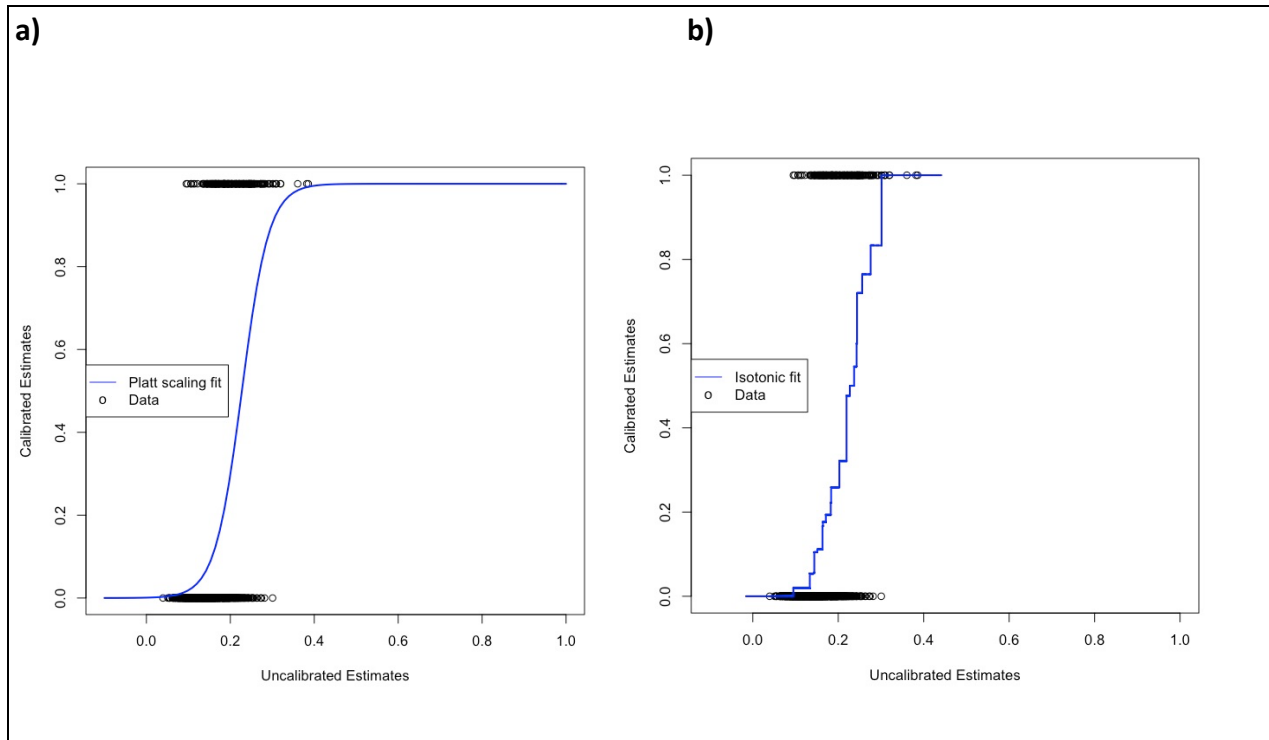 a)
1.0
0.8
0.6
0.4
0.2
0.0
Calibrated Estimates
Platt scaling fit
Data
0.0 0.2 0.4 0.6 0.8 1.0
Uncalibrated Estimates
b)
1.0
0.8
0.6
0.4
0.2
0.0
Calibrated Estimates
Isotonic fit
Data
0.0 0.2 0.4 0.6 0.8 1.0
Uncalibrated Estimates